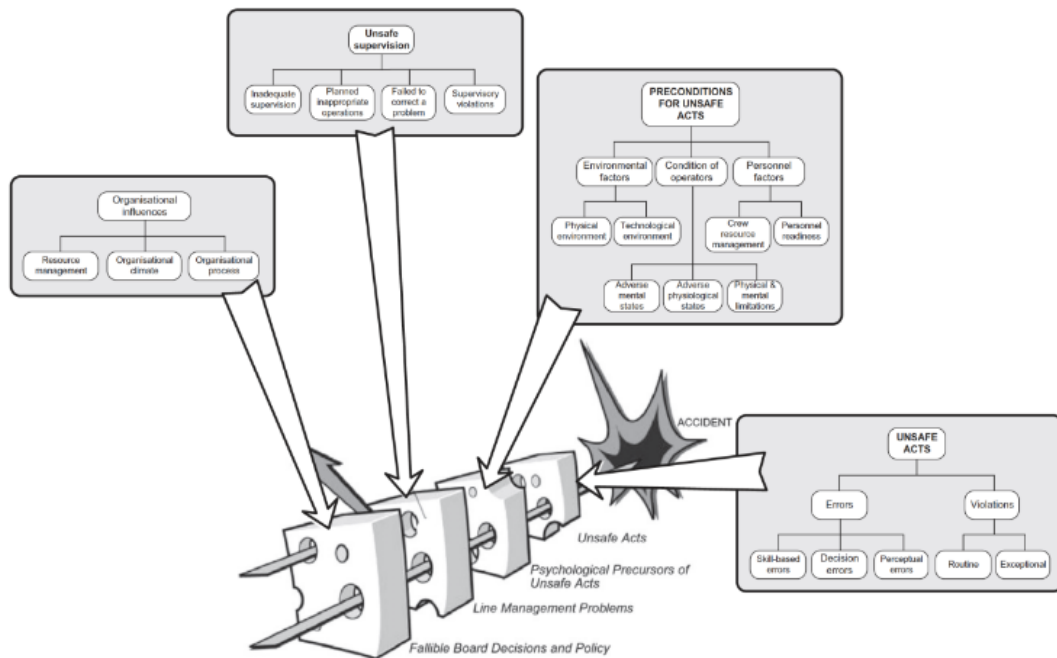 Unsafe
supervision
Inadequate
supervision
Planned
inappropriate
operations
Failed to
correct a
problem
Supervisory
violations
PRECONDITIONS
FOR UNSAFE
ACTS
Environmental
factors
Condition of
operators
Personnel
factors
Physical
environment
Technological
environment
Crew
resource
management
Personnel
readiness
Adverse
mental
states
Adverse
physiological
states
Physical &
mental
limitations
Organisational
influences
Resource
management
Organisational
climate
Organisational
process
ACCIDENT
UNSAFE
ACTS
Errors
Violations
Skill-based
errors
Decision
errors
Perceptual
errors
Routine
Exceptional
Unsafe Acts
Psychological Precursors of
Unsafe Acts
Line Management Problems
Fallible Board Decisions and Policy